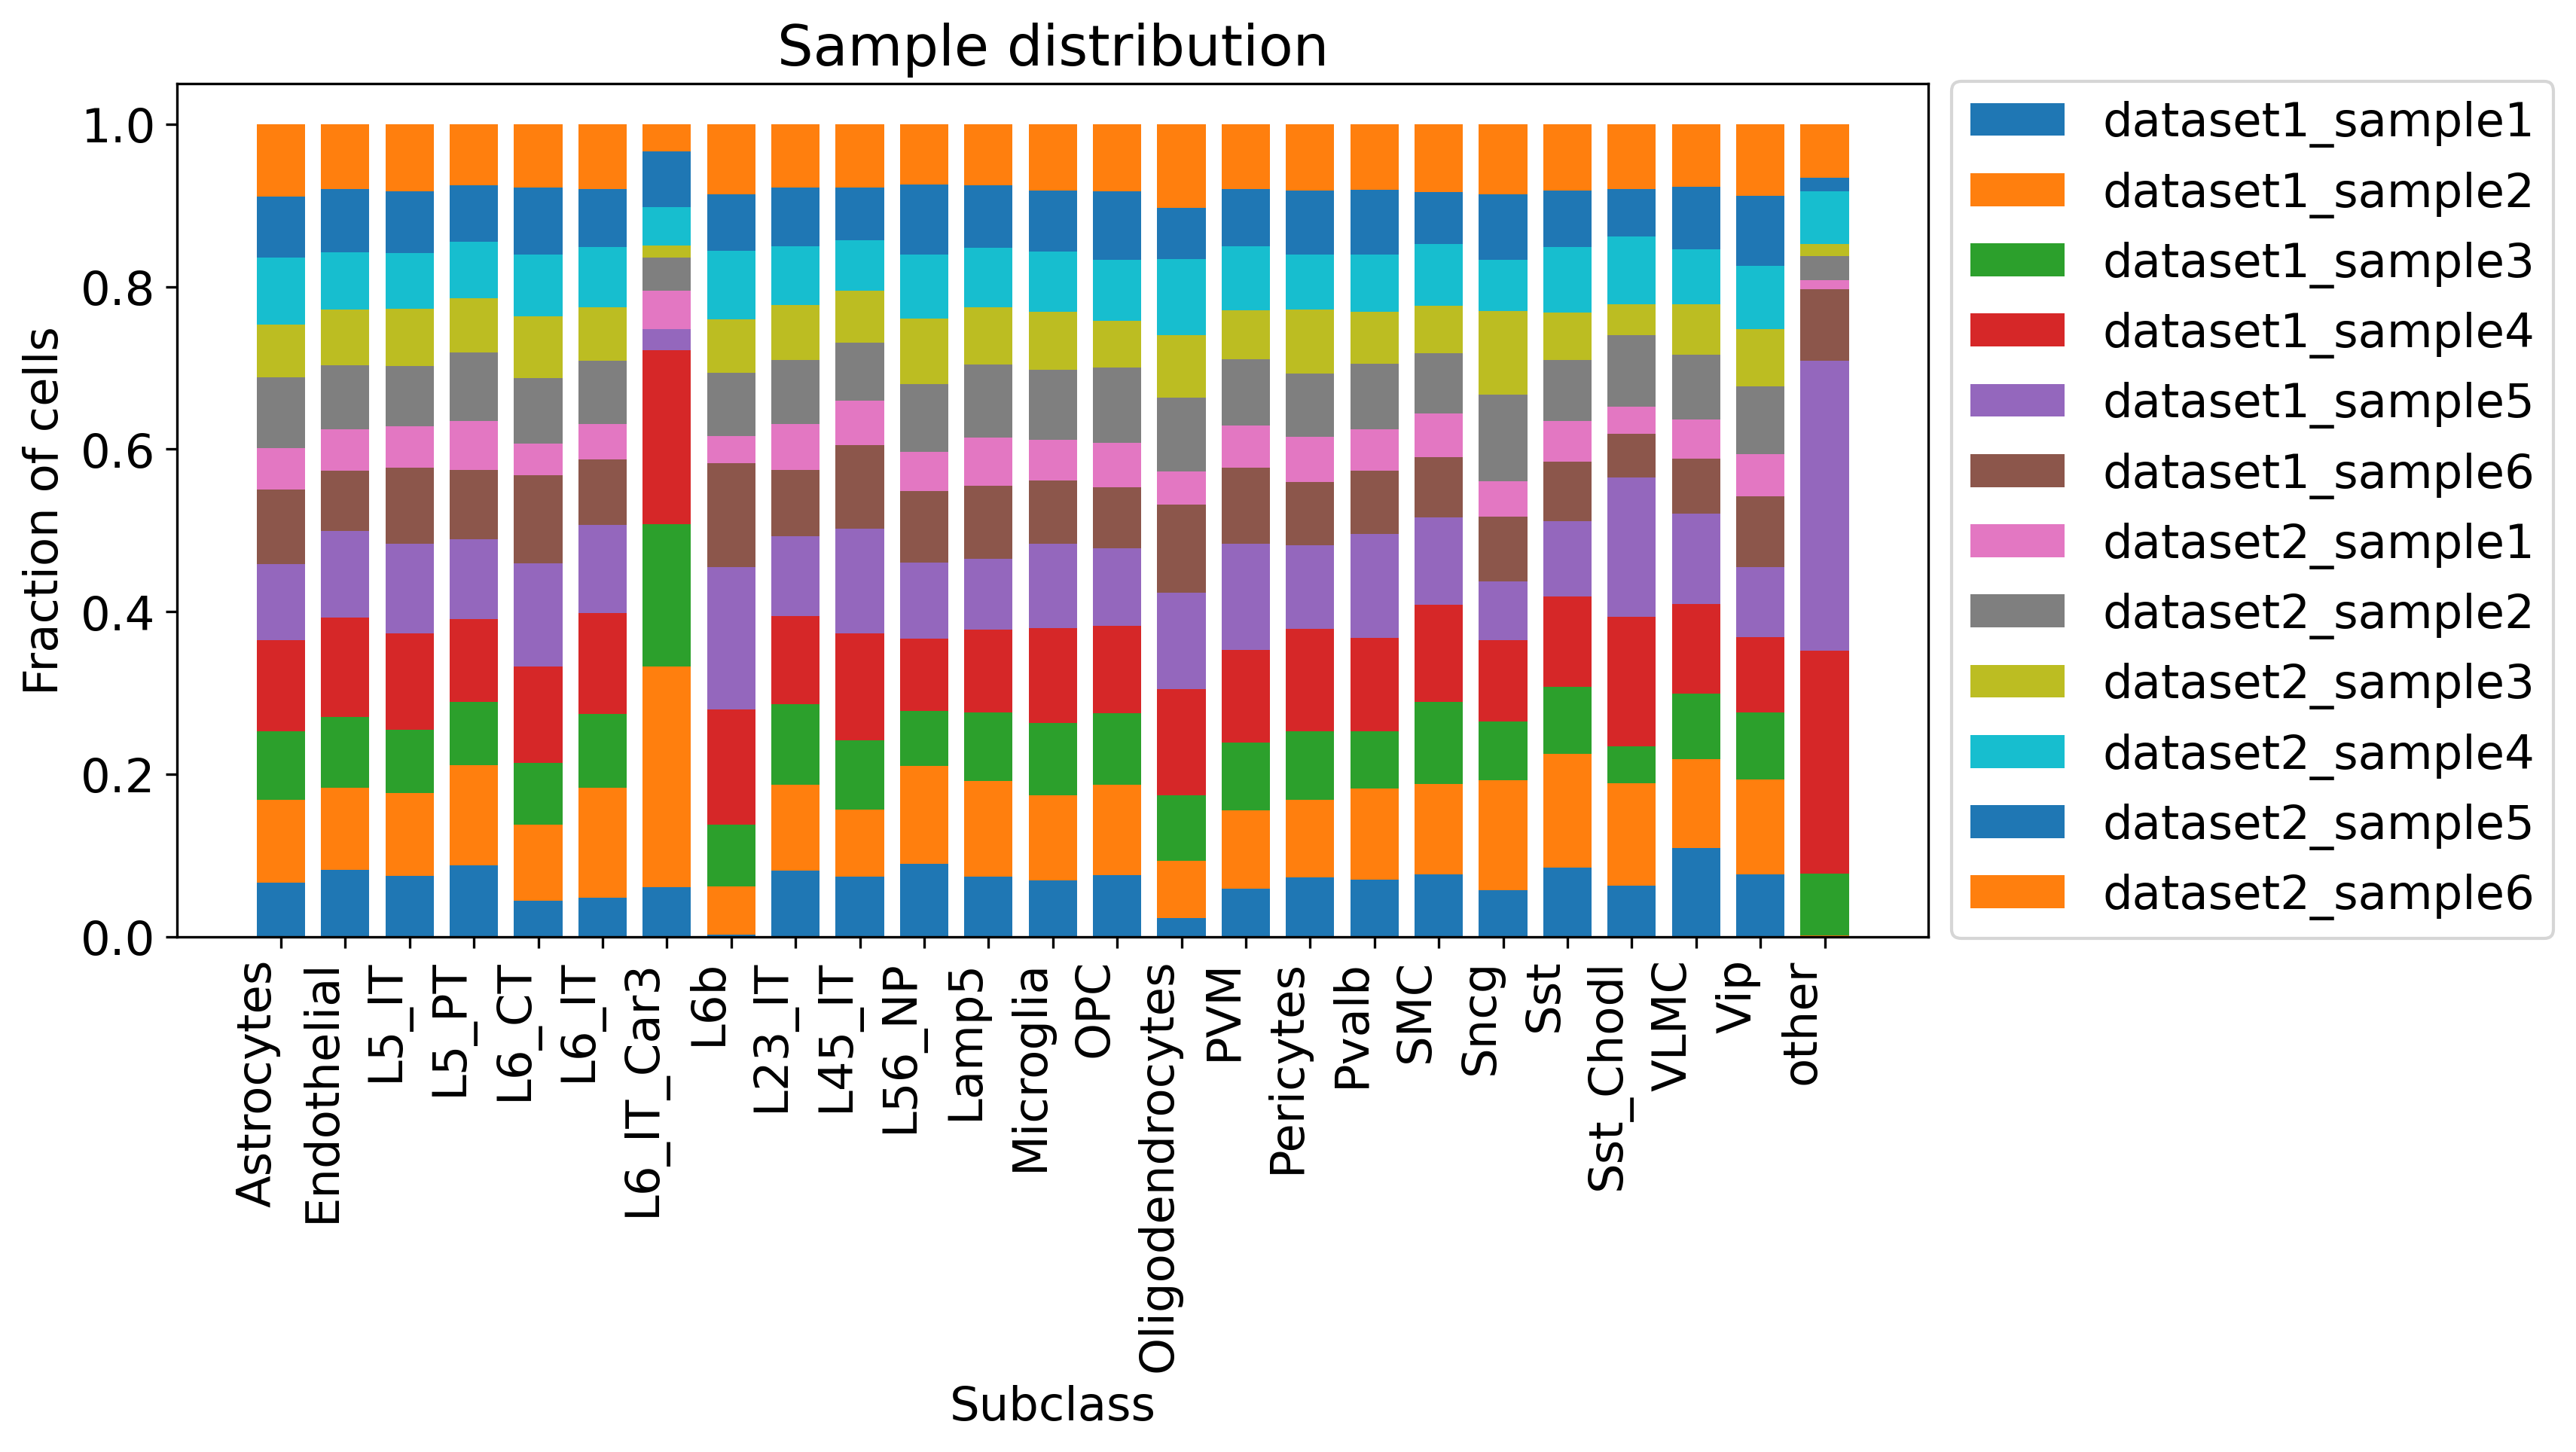 Sample distribution
Fraction of cells
1.0
0.8
0.6
0.4
0.2
0.0
Astrocytes
Endothelial
L5_IT
L5_PT
L6_CT
L6_IT
L6_IT_Car3
L6b
L23_IT
L45_IT
L56_NP
Lamp5
Microglia
OPC
Oligodendrocytes
PVM
Pericytes
Pvalb
SMC
Sncg
Sst
Sst_Chodl
VLMC
Vip
other
Subclass
dataset1_sample1
dataset1_sample2
dataset1_sample3
dataset1_sample4
dataset1_sample5
dataset1_sample6
dataset2_sample1
dataset2_sample2
dataset2_sample3
dataset2_sample4
dataset2_sample5
dataset2_sample6